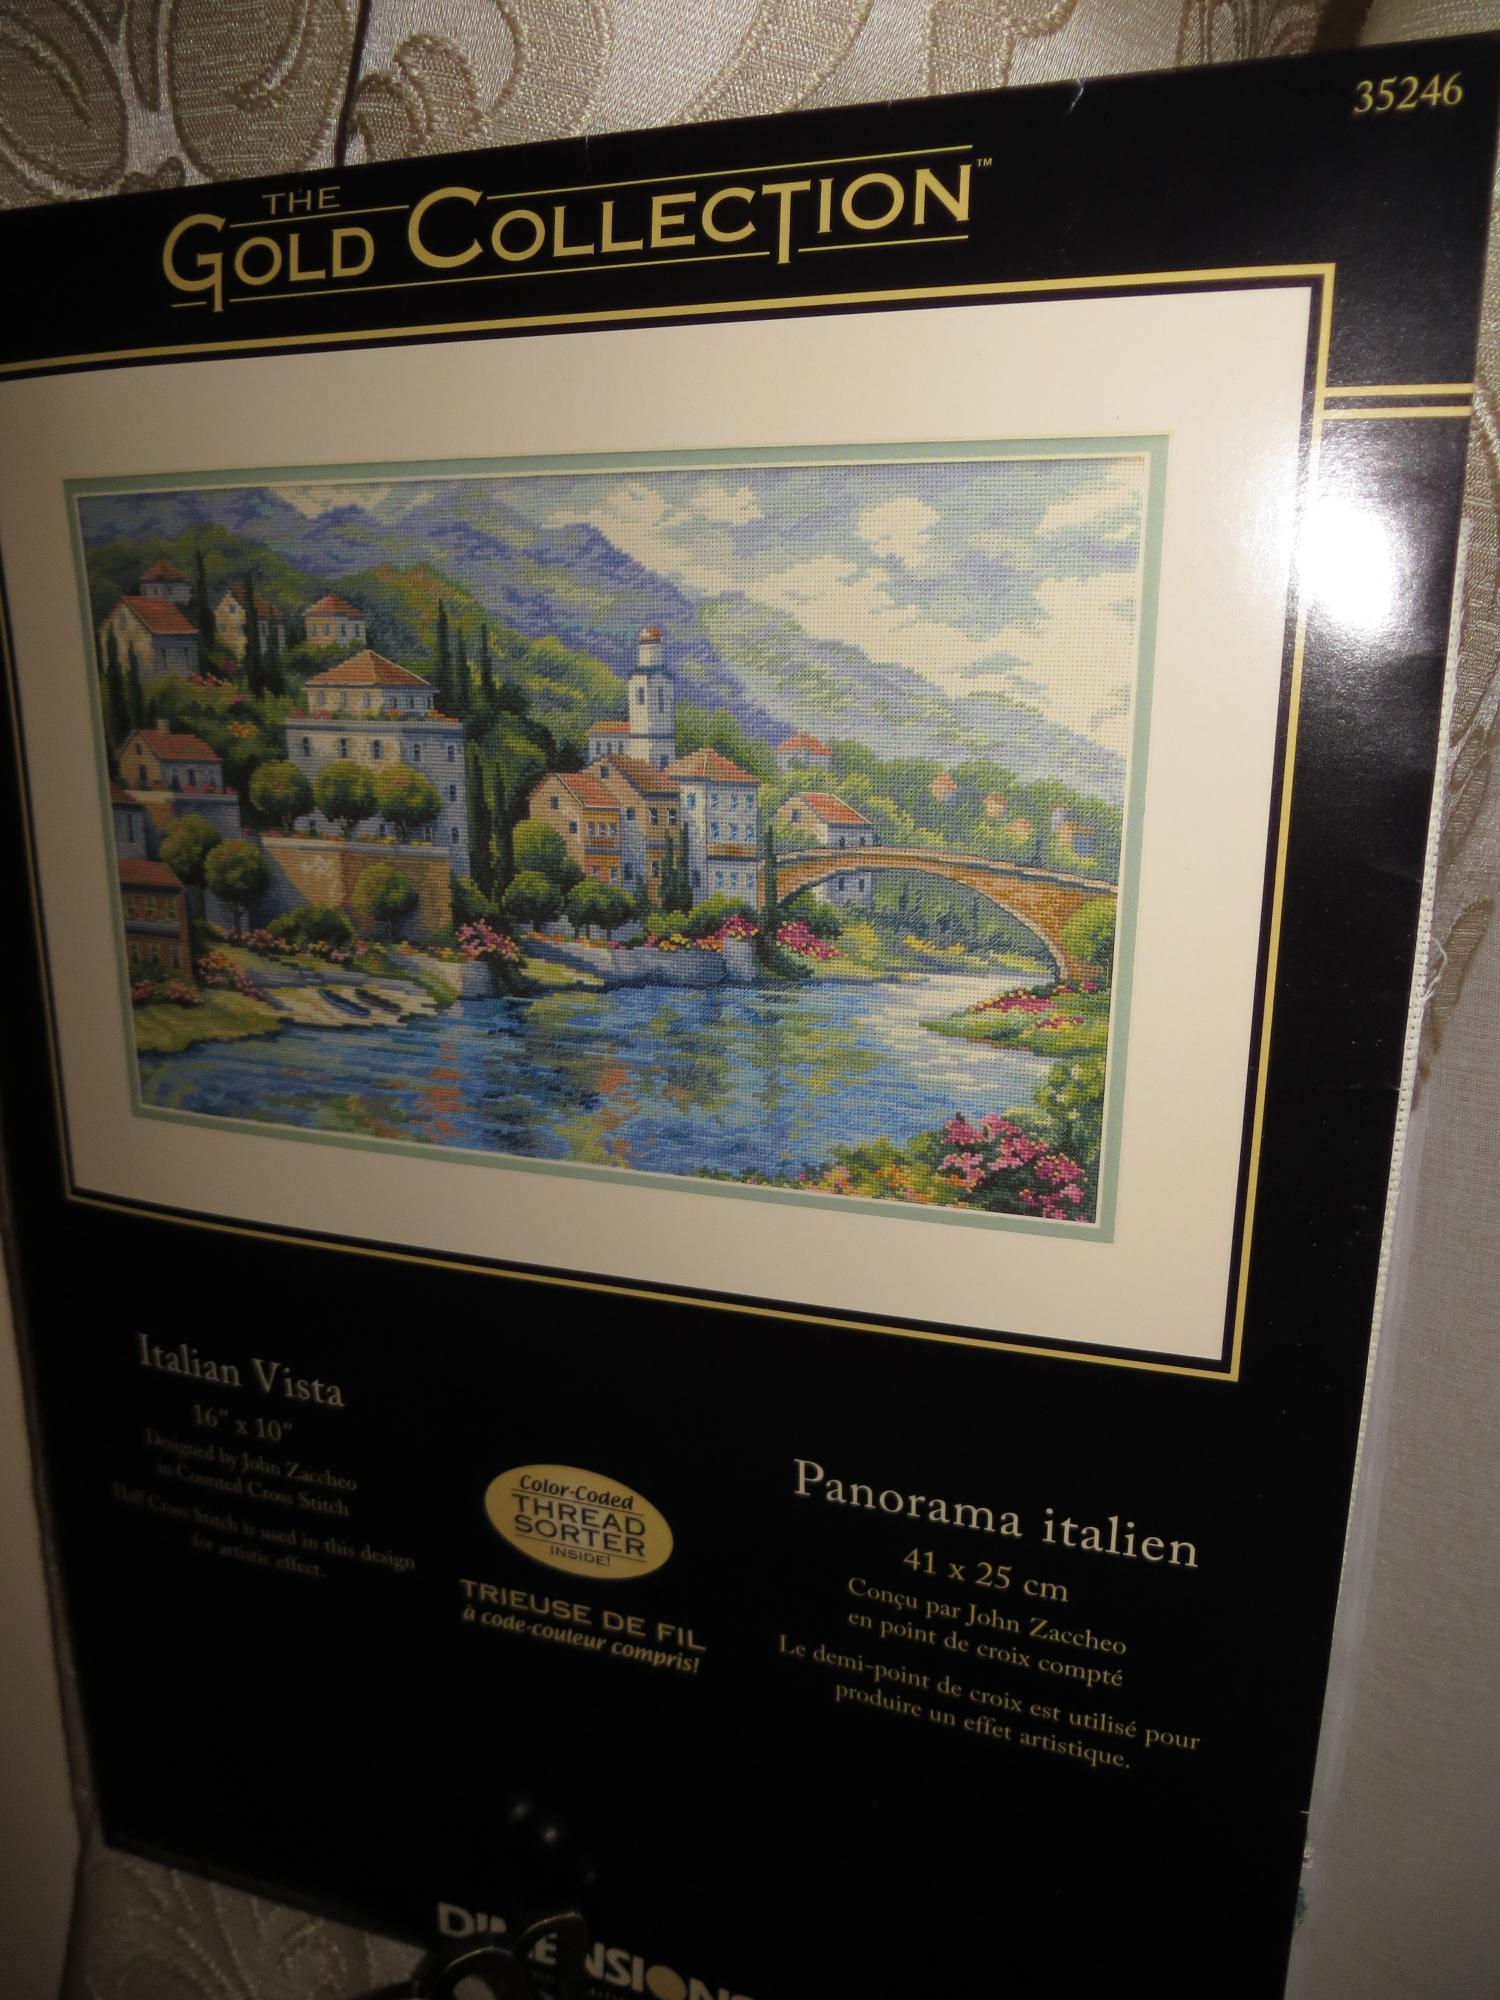 35246
THE
GOLD COLLECTION™
Italian Vista
16" x 10"
Designed by John Zaccheo
in Counted Cross Stitch
Half Cross Stitch is used in this design
for artistic effect.
Color-Coded
THREAD
SORTER
INSIDE!
TRIEUSE DE FIL
à code-couleur compris!
Panorama italien
41 x 25 cm
Conçu par John Zaccheo
en point de croix compté
Le demi-point de croix est utilisé pour
produire un effet artistique.